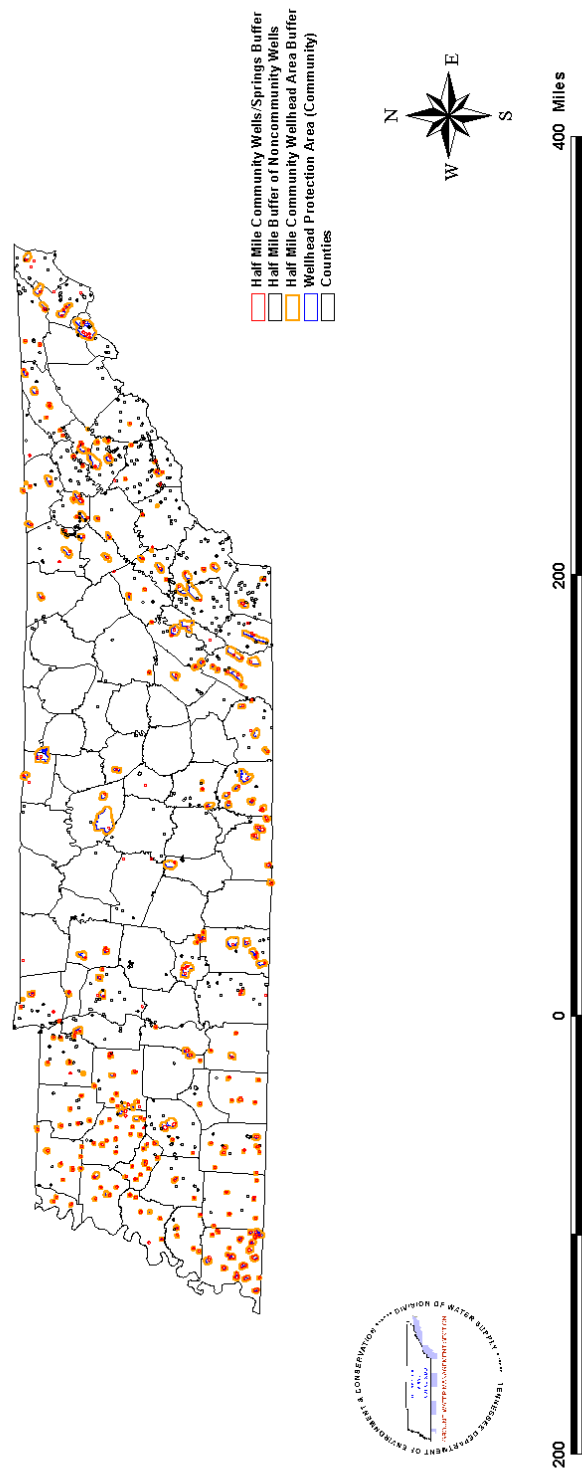 Half Mile Community Wells/Springs Buffer
Half Mile Buffer of Noncommunity Wells
Half Mile Community Wellhead Area Buffer
Wellhead Protection Area (Community)
Counties
N
W E
S
200 0 200 400 Miles
TENNESSEE DEPARTMENT OF ENVIRONMENT & CONSERVATION
DIVISION OF WATER SUPPLY